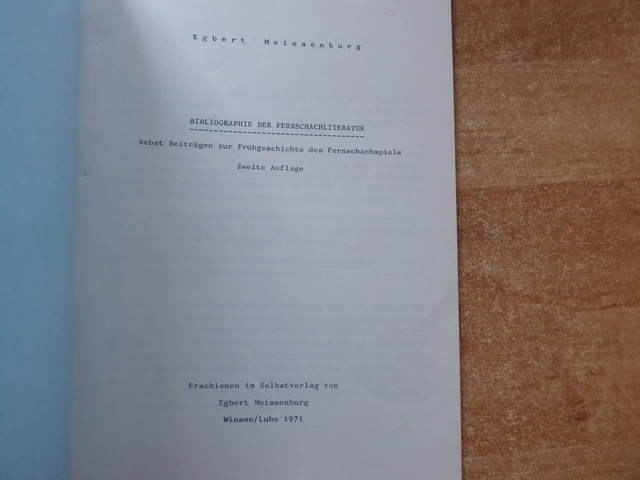 Egbert Meissenburg
BIBLIOGRAPHIE DER FERNSCHACHLITERATUR
Nebst Beiträgen zur Frühgeschichte des Fernschachspiels
Zweite Auflage
Erschienen im Selbstverlag von
Egbert Meissenburg
Winsen/Luhe 1971